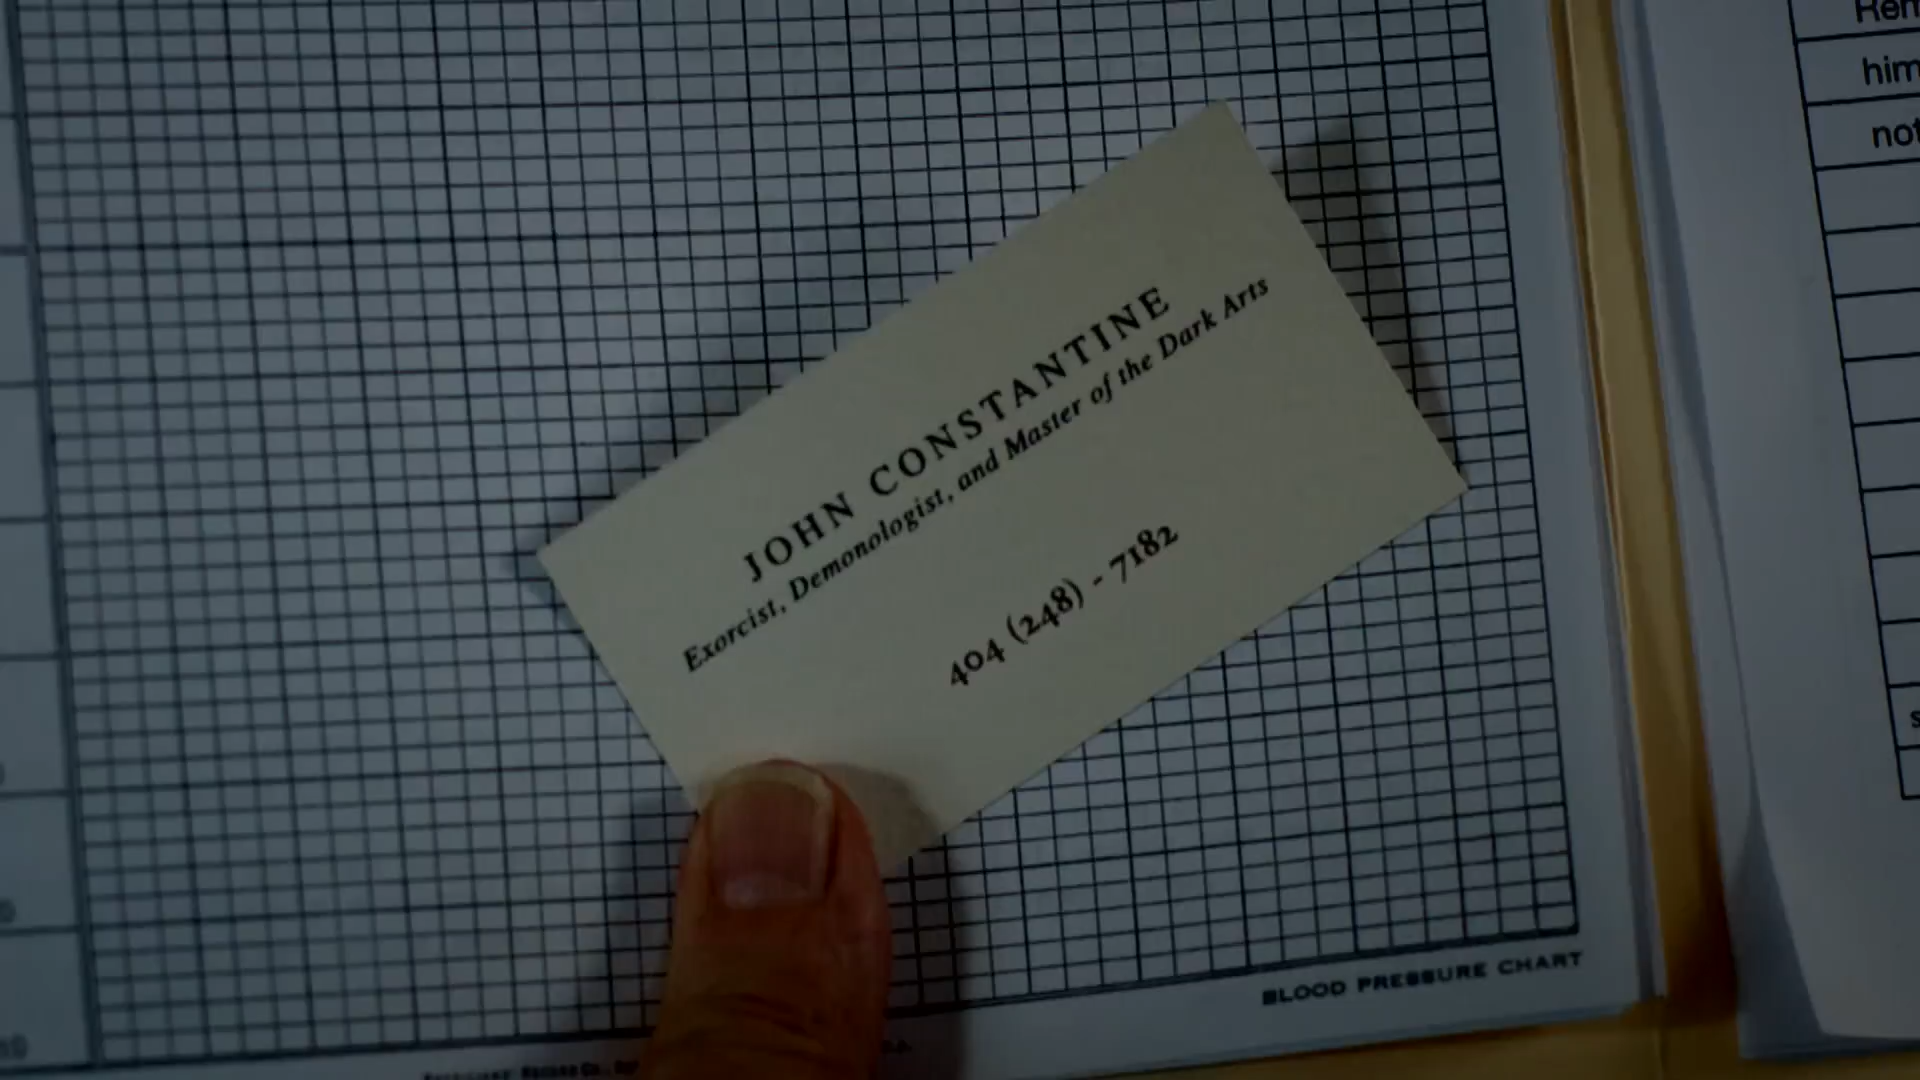 JOHN CONSTANTINE
Exorcist, Demonologist, and Master of the Dark Arts
404 (248) - 7182
BLOOD PRESSURE CHART
him
not